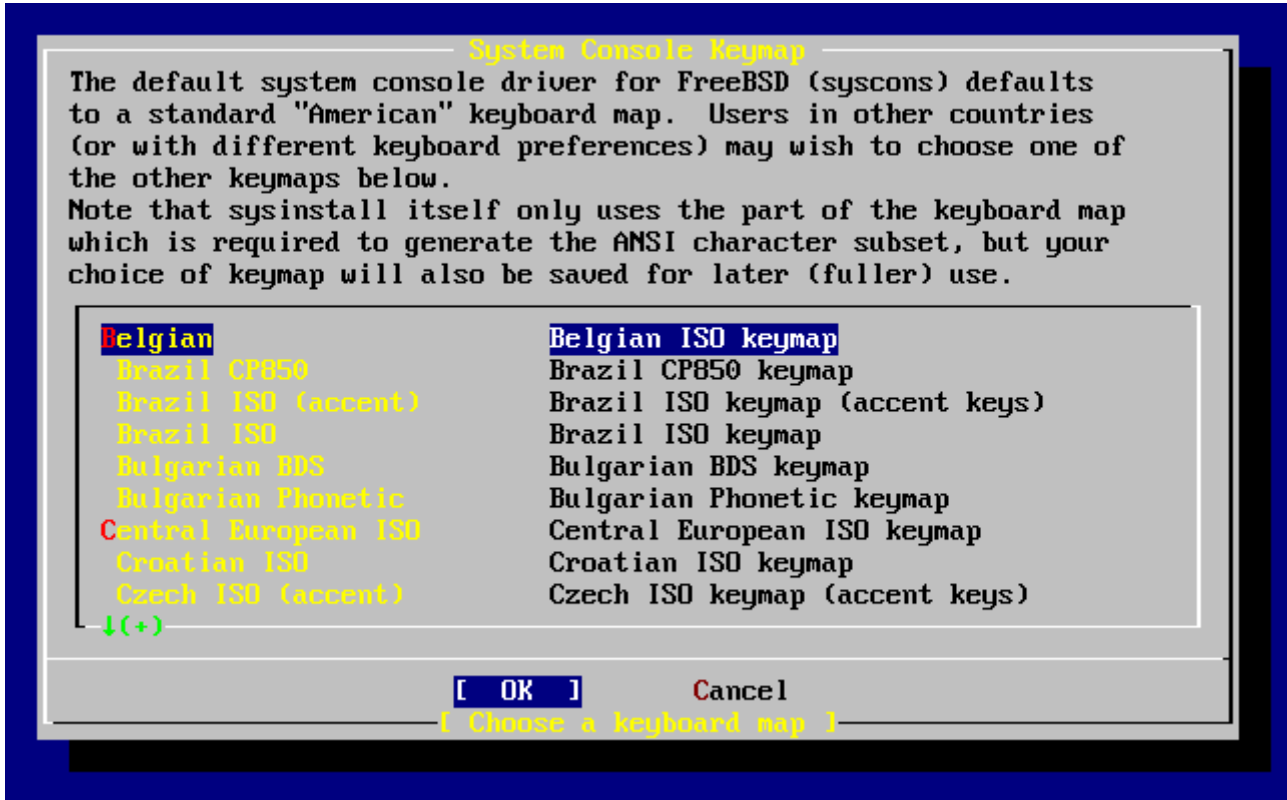 System Console Keymap
The default system console driver for FreeBSD (syscons) defaults
to a standard "American" keyboard map.  Users in other countries
(or with different keyboard preferences) may wish to choose one of
the other keymaps below.
Note that sysinstall itself only uses the part of the keyboard map
which is required to generate the ANSI character subset, but your
choice of keymap will also be saved for later (fuller) use.
Belgian Belgian ISO keymap
Brazil CP850 Brazil CP850 keymap
Brazil ISO (accent) Brazil ISO keymap (accent keys)
Brazil ISO Brazil ISO keymap
Bulgarian BDS Bulgarian BDS keymap
Bulgarian Phonetic Bulgarian Phonetic keymap
Central European ISO Central European ISO keymap
Croatian ISO Croatian ISO keymap
Czech ISO (accent) Czech ISO keymap (accent keys)
↓(+)
[ OK ] Cancel
[ Choose a keyboard map ]